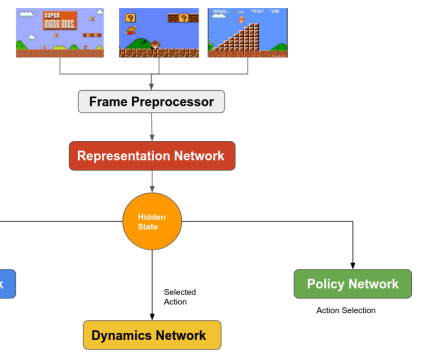 SUPER
MARIO BROS.
Frame Preprocessor
Representation Network
Hidden
State
Selected
Action
k
Policy Network
Action Selection
Dynamics Network